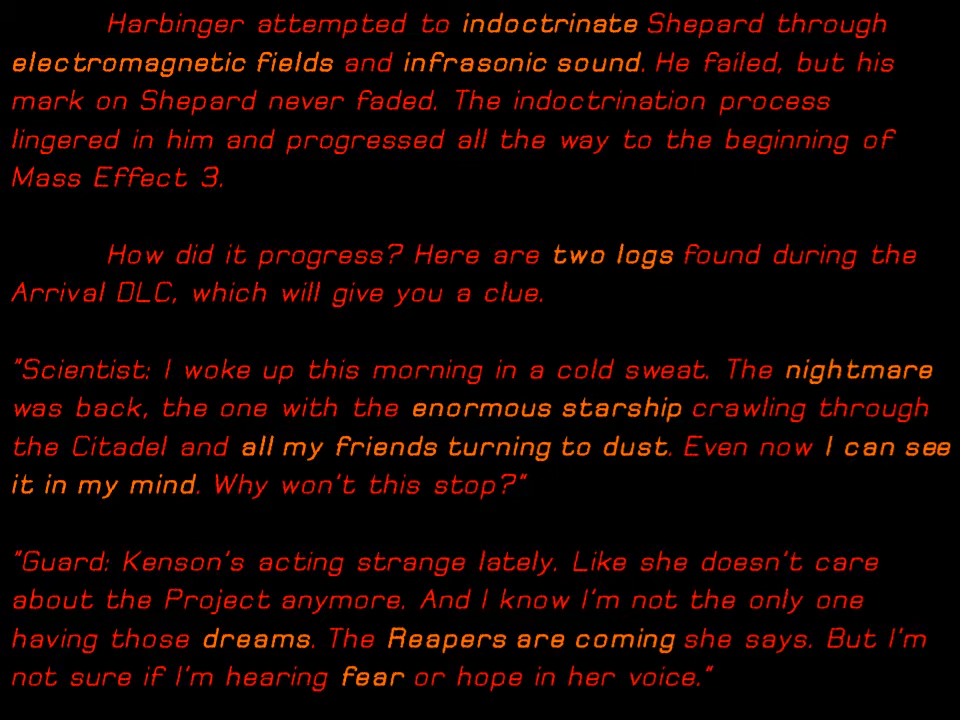 Harbinger attempted to indoctrinate Shepard through
electromagnetic fields and infrasonic sound. He failed, but his
mark on Shepard never faded. The indoctrination process
lingered in him and progressed all the way to the beginning of
Mass Effect 3.
How did it progress? Here are two logs found during the
Arrival DLC, which will give you a clue.
"Scientist: I woke up this morning in a cold sweat. The nightmare
was back, the one with the enormous starship crawling through
the Citadel and all my friends turning to dust. Even now I can see
it in my mind. Why won't this stop?"
"Guard: Kenson's acting strange lately. Like she doesn't care
about the Project anymore. And I know I'm not the only one
having those dreams. The Reapers are coming she says. But I'm
not sure if I'm hearing fear or hope in her voice."